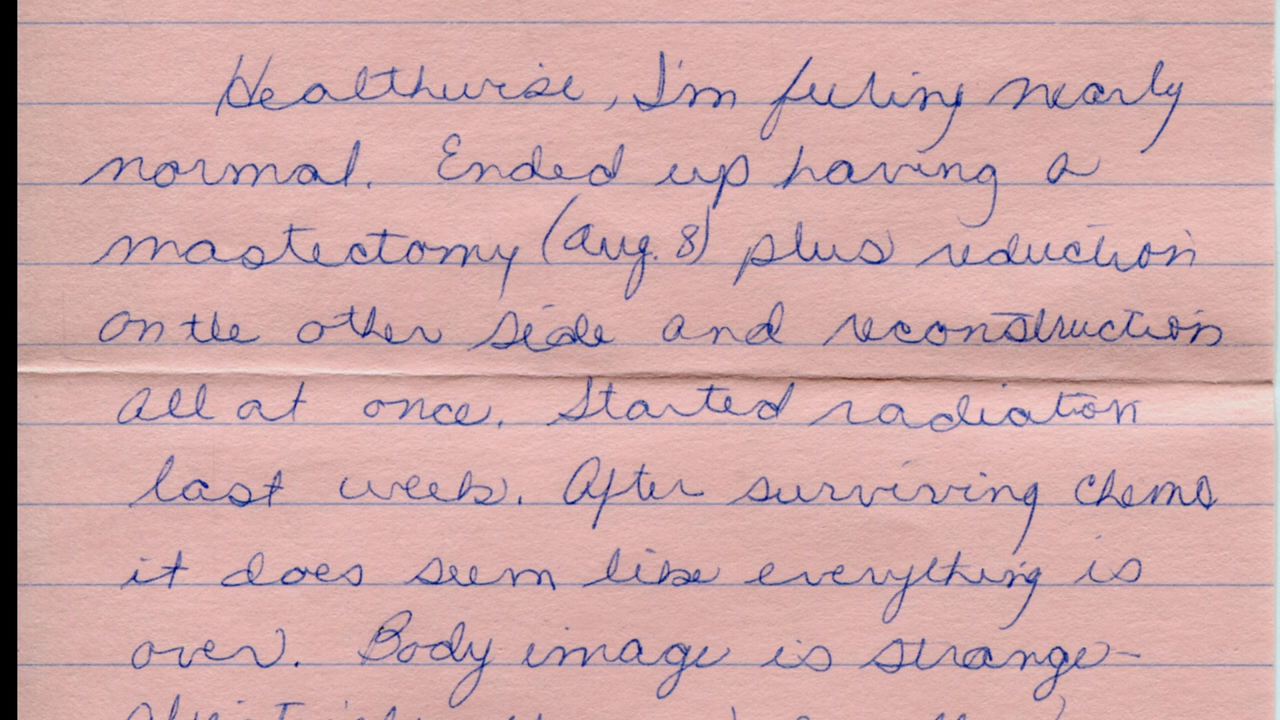 Healthwise, I'm feeling nearly
normal. Ended up having a
mastectomy (Aug. 8) plus reduction
on the other side and reconstruction
all at once. Started radiation
last week. After surviving chemo
it does seem like everything is
over. Body image is strange-